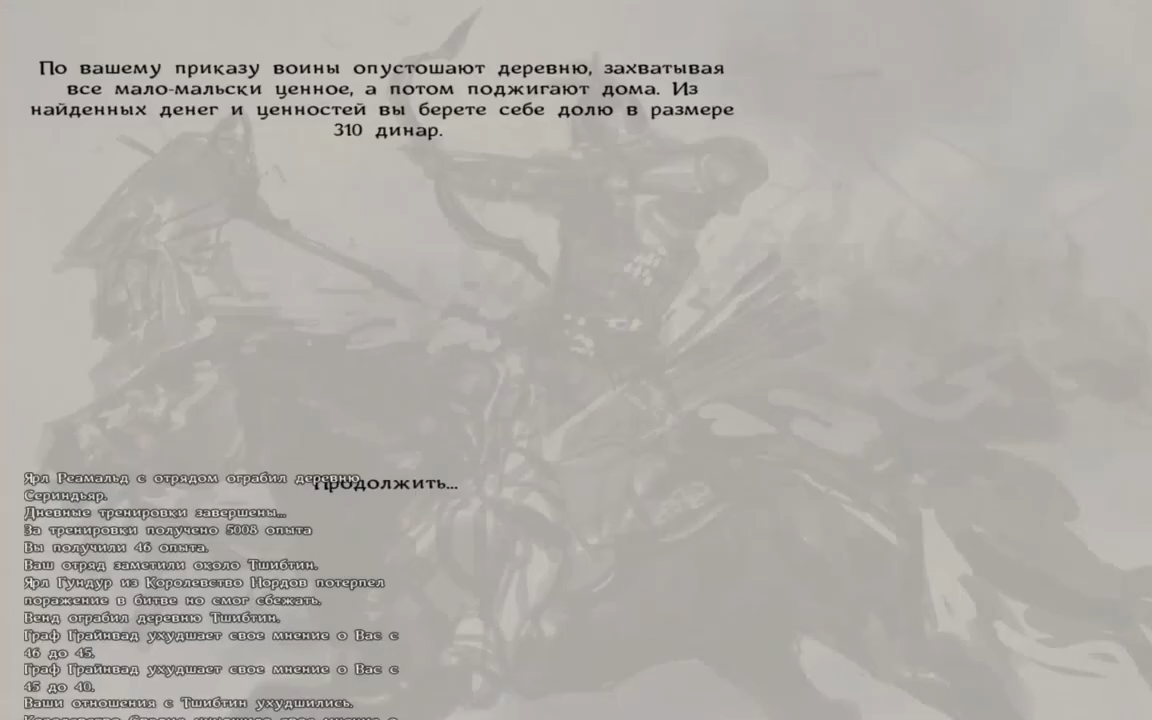 По вашему приказу воины опустошают деревню, захватывая
все мало-мальски ценное, а потом поджигают дома. Из
найденных денег и ценностей вы берете себе долю в размере
310 динар.
Ярл Реамальд с отрядом ограбил деревню
Сериндьяр.
Продолжить...
Дневные тренировки завершены...
За тренировки получено 5008 опыта
Вы получили 46 опыта.
Ваш отряд заметили около Тшибтин.
Ярл Гундур из Королевство Нордов потерпел
поражение в битве но смог сбежать.
Венд ограбил деревню Тшибтин.
Граф Грайнвад ухудшает свое мнение о Вас с
46 до 45.
Граф Грайнвад ухудшает свое мнение о Вас с
45 до 40.
Ваши отношения с Тшибтин ухудшились.